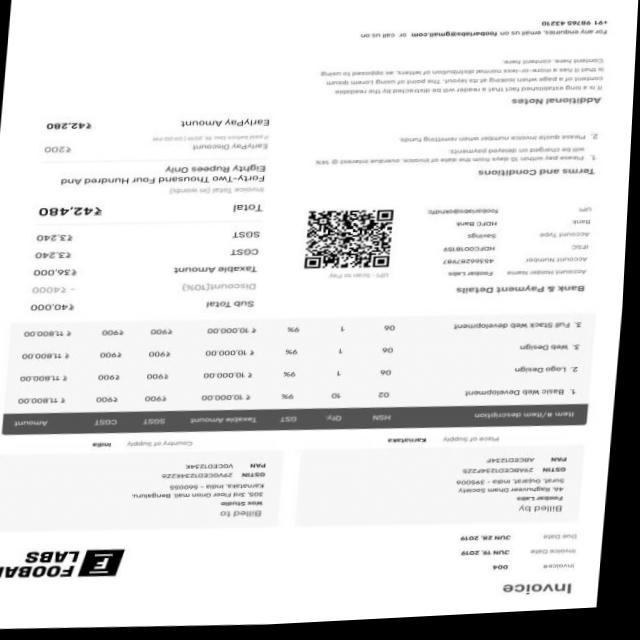 Invoice
Invoice# 004
Invoice Date JUN 19, 2019
Due Date JUN 28, 2019
FOOBA
LABS
Billed by
Foobar Labs
46, Raghuveer Dham Society
Surat, Gujarat, India - 395006
GSTIN 29ABCED1234F2Z5
PAN ABCED1234F
Billed to
Wox Studio
305, 3rd Floor Orion mall, Bengaluru,
Karnataka, India - 560055
GSTIN 29VGCED1234K2Z6
PAN VGCED1234K
Place of Supply Karnataka
Country of Supply India
Item #/Item description HSN Qty. GST Taxable Amount SGST CGST Amount
1. Basic Web Development 02 10 9% ₹ 10,000.00 ₹900 ₹900 ₹ 11,800.00
2. Logo Design 06 1 9% ₹ 10,000.00 ₹900 ₹900 ₹ 11,800.00
3. Web Design 06 1 9% ₹ 10,000.00 ₹900 ₹900 ₹ 11,800.00
3. Full Stack Web development 06 1 9% ₹ 10,000.00 ₹900 ₹900 ₹ 11,800.00
Bank & Payment Details
Account Holder Name Foobar Labs
Account Number 45366287987
IFSC HDFC0018159
Account Type Savings
Bank HDFC Bank
UPI foobarlabs@okhdfc
UPI - Scan to Pay
Sub Total ₹40,000
Discount(10%) - ₹4000
Taxable Amount ₹36,000
CGST ₹3,240
SGST ₹3,240
Total ₹42,480
Invoice Total (in words)
Forty-Two Thousand Four Hundred And
Eighty Rupees Only
EarlyPay Discount ₹200
EarlyPay Amount ₹42,280
Terms and Conditions
1. Please pay within 15 days from the date of invoice, overdue interest @ 14%
will be charged on delayed payments.
2. Please quote invoice number when remitting funds.
Additional Notes
It is a long established fact that a reader will be distracted by the readable
content of a page when looking at its layout. The point of using Lorem Ipsum
is that it has a more-or-less normal distribution of letters, as opposed to using
Content here, content here.
For any enquiries, email us on foobarlabs@gmail.com or call us on
+91 98765 43210